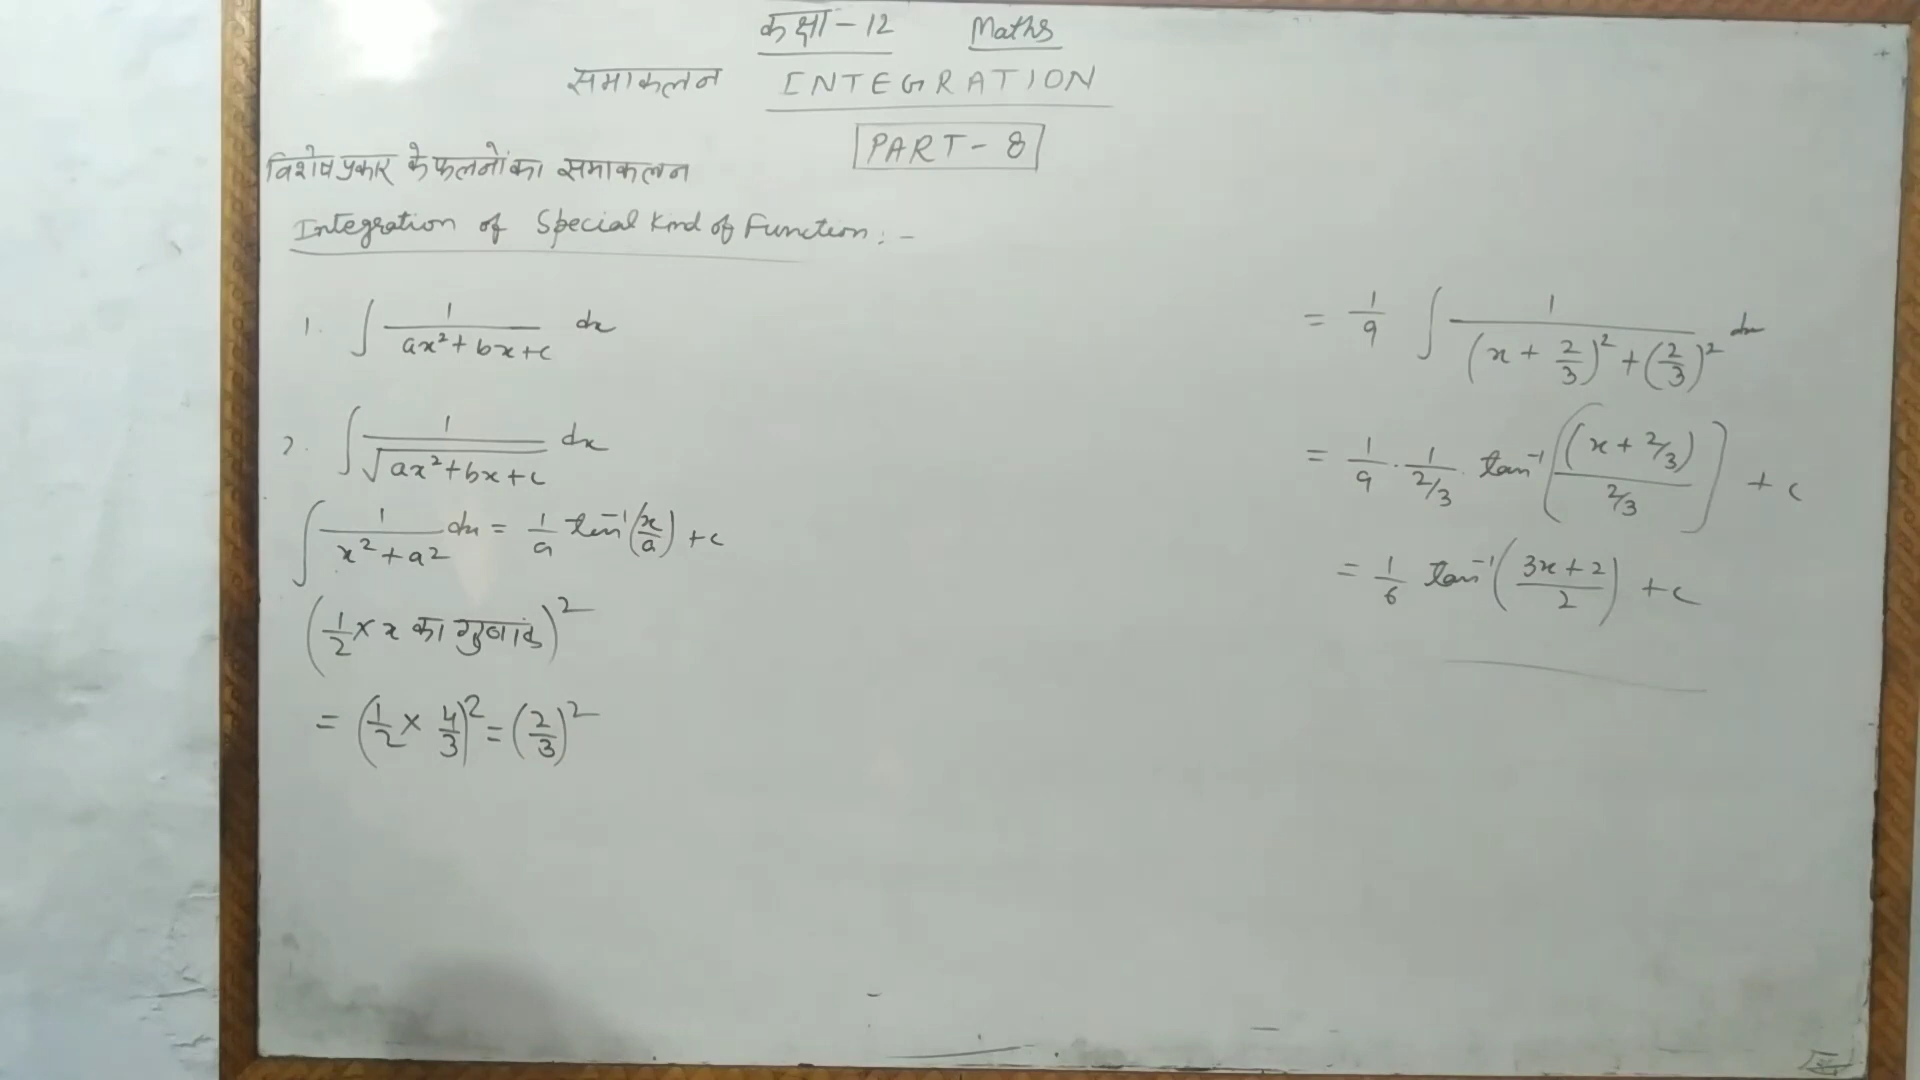 कक्षा - 12 Maths
समाकलन INTEGRATION
PART - 8
विशेष प्रकार के फलनों का समाकलन
Integration of Special Kind of Function : -
1. ∫ 1/(ax² + bx + c) dx
2. ∫ 1/√(ax² + bx + c) dx
∫ 1/(x² + a²) dx = 1/a tan⁻¹(x/a) + c
(1/2 × x का गुणांक)²
= (1/2 × 4/3)² = (2/3)²
= 1/9 ∫ 1/((x + 2/3)² + (2/3)²) dx
= 1/9 · 1/(2/3) · tan⁻¹[(x + 2/3)/(2/3)] + c
= 1/6 tan⁻¹((3x + 2)/2) + c